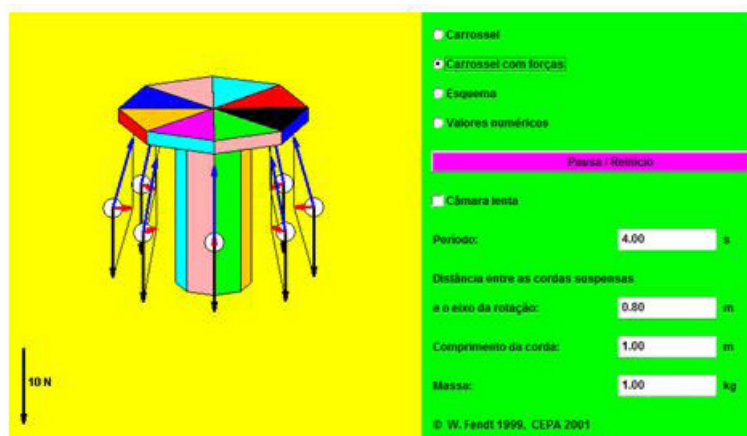 Carrossel
Carrossel com forças
Esquema
Valores numéricos
Pausa / Reinício
Câmara lenta
Período: 4.00 s
Distância entre as cordas suspensas
e o eixo da rotação: 0.80 m
Comprimento da corda: 1.00 m
Massa: 1.00 kg
10 N
© W. Fendt 1999, CEPA 2001